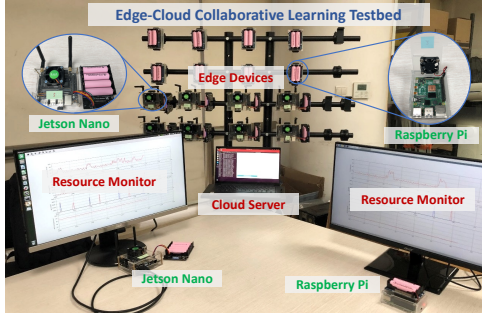 Edge-Cloud Collaborative Learning Testbed
Edge Devices
Jetson Nano
Raspberry Pi
Resource Monitor
Resource Monitor
Cloud Server
Jetson Nano
Raspberry Pi